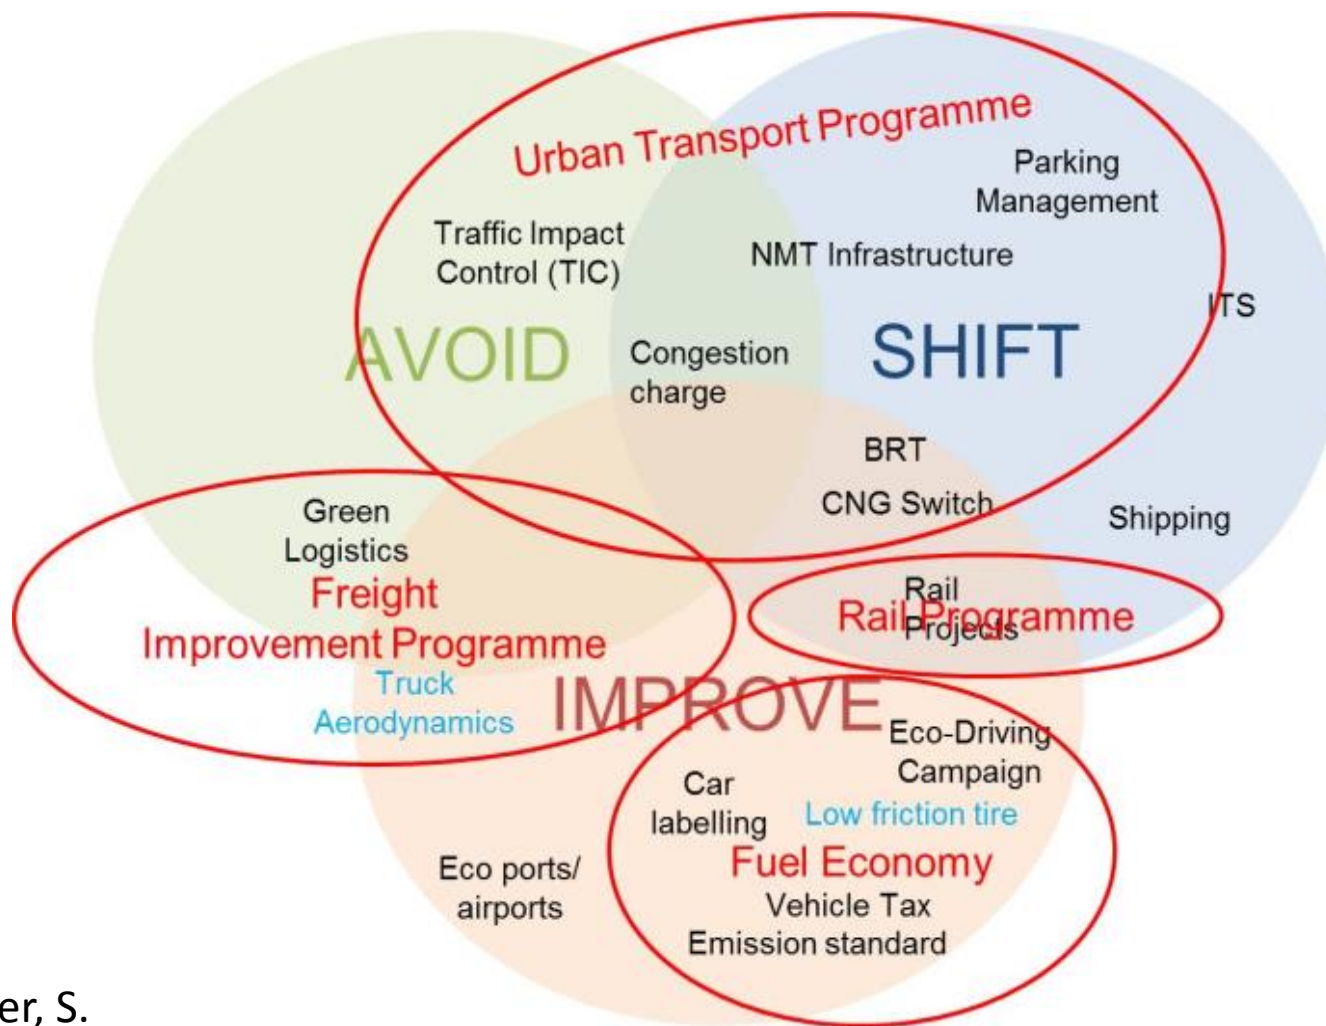 Urban Transport Programme
Parking
Management
Traffic Impact
Control (TIC)
NMT Infrastructure
ITS
AVOID
Congestion
charge
SHIFT
BRT
CNG Switch
Shipping
Green
Logistics
Freight
Improvement Programme
Truck
Aerodynamics
Rail
Projects
Rail Programme
IMPROVE
Eco-Driving
Campaign
Car
labelling
Low friction tire
Fuel Economy
Vehicle Tax
Emission standard
Eco ports/
airports
er, S.